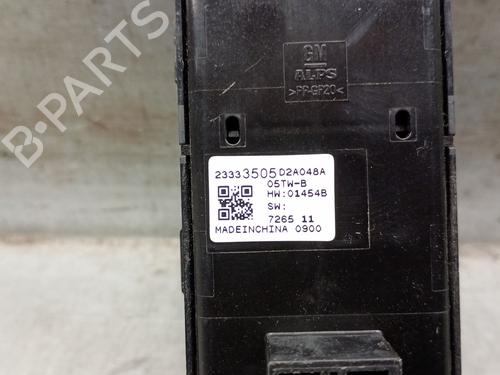 GM
ALPS
>PP-GF20<
23333505 D2A048A
05TW-B
HW:01454B
SW:
7265 11
MADEINCHINA 0900
B-PARTS